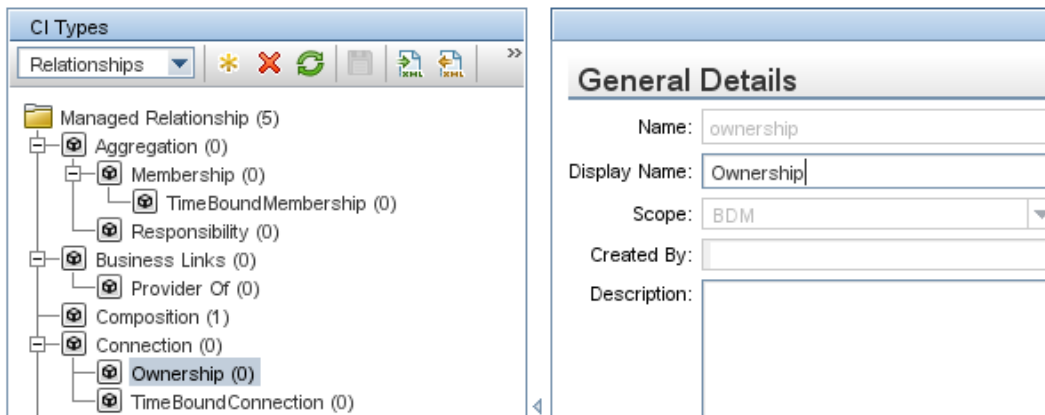 CI Types
Relationships
XML XML
»
Managed Relationship (5)
Aggregation (0)
Membership (0)
TimeBoundMembership (0)
Responsibility (0)
Business Links (0)
Provider Of (0)
Composition (1)
Connection (0)
Ownership (0)
TimeBoundConnection (0)
General Details
Name: ownership
Display Name: Ownership
Scope: BDM
Created By:
Description: